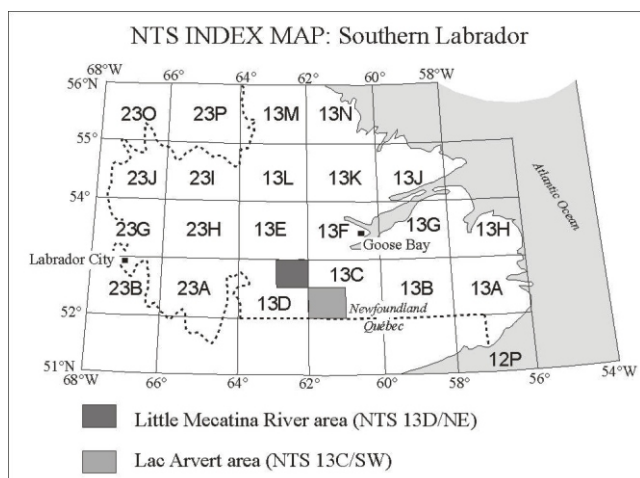 NTS INDEX MAP: Southern Labrador
68°W 66° 64° 62° 60° 58°W
56°N
23O 23P 13M 13N
55°
23J 23I 13L 13K 13J
54°
23G 23H 13E 13F 13G 13H
Goose Bay
Atlantic Ocean
Labrador City
53°
23B 23A 13D 13C 13B 13A
Newfoundland
52°
Québec
12P
51°N
68°W 66° 64° 62° 60° 58° 56° 54°W
Little Mecatina River area (NTS 13D/NE)
Lac Arvert area (NTS 13C/SW)